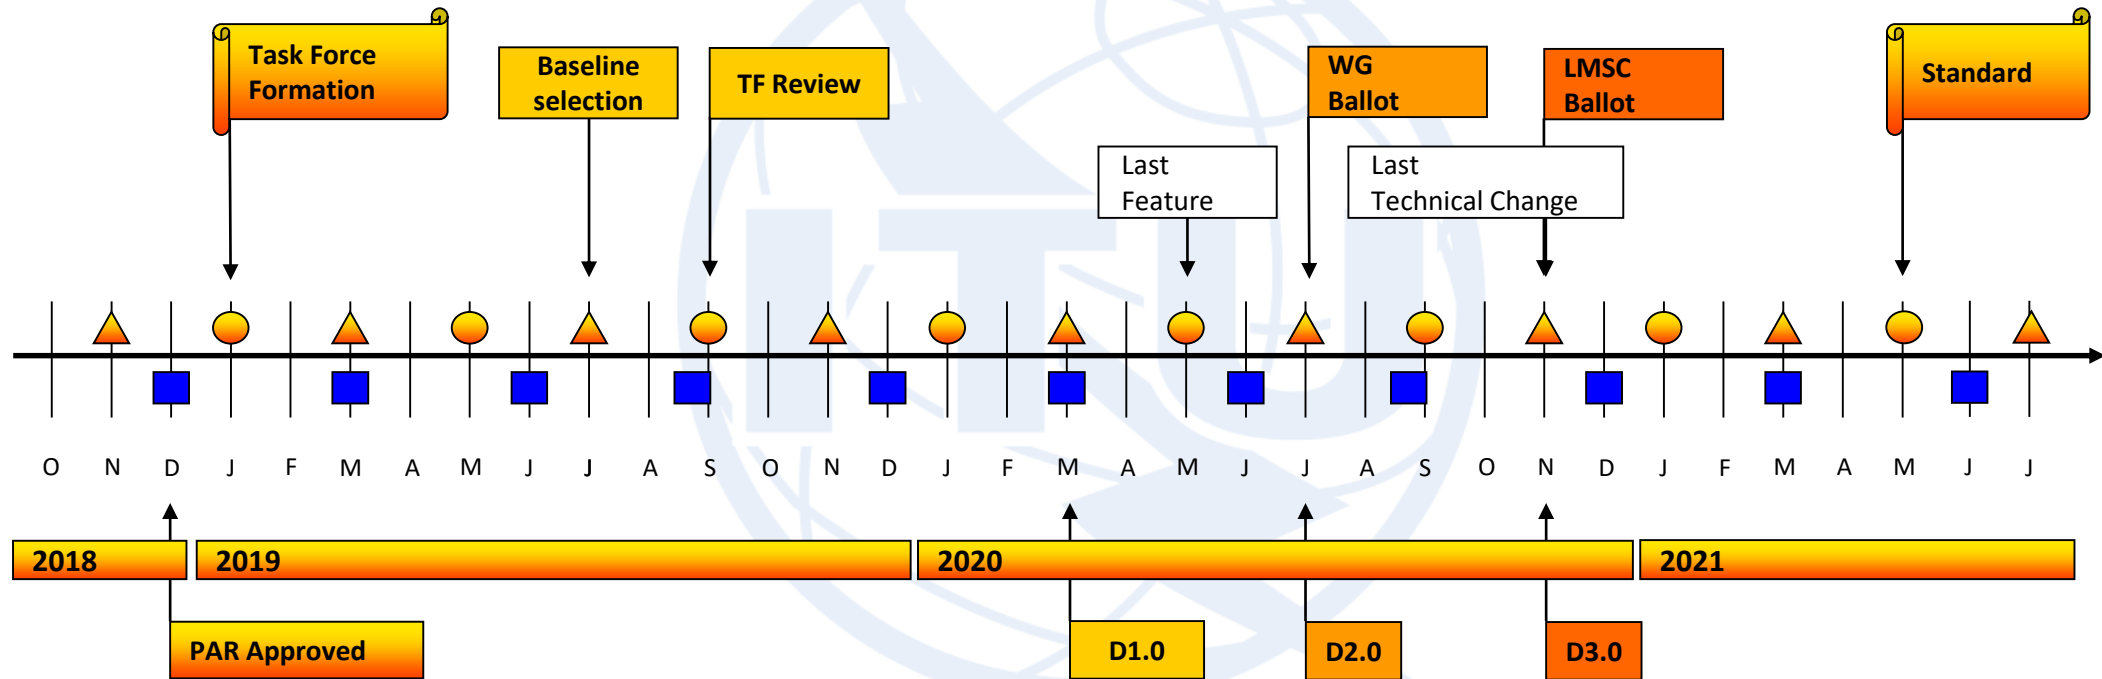 Task Force
Formation
Baseline
selection
TF Review
WG
Ballot
LMSC
Ballot
Standard
Last
Feature
Last
Technical Change
ITU
O N D J F M A M J J A S O N D J F M A M J J A S O N D J F M A M J J
2018 2019 2020 2021
PAR Approved D1.0 D2.0 D3.0